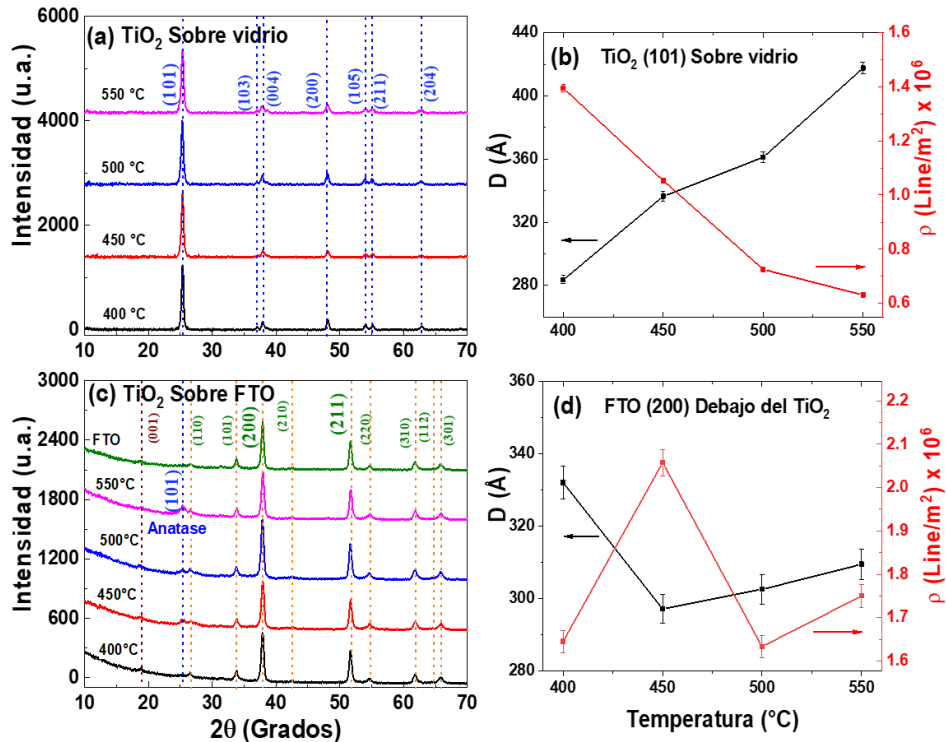 (a) TiO2 Sobre vidrio
Intensidad (u.a.)
6000
4000
2000
0
(101)
(103)
(004)
(200)
(105)
(211)
(204)
550 °C
500 °C
450 °C
400 °C
10 20 30 40 50 60 70
(b) TiO2 (101) Sobre vidrio
D (Å)
400
360
320
280
ρ (Line/m2) x 10^6
1.6
1.4
1.2
1.0
0.8
0.6
400 450 500 550
(c) TiO2 Sobre FTO
Intensidad (u.a.)
3000
2400
1800
1200
600
0
FTO
(001)
(101)
Anatase
(110)
(101)
(200)
(210)
(211)
(220)
(310)
(112)
(301)
550°C
500°C
450°C
400°C
10 20 30 40 50 60 70
2θ (Grados)
(d) FTO (200) Debajo del TiO2
D (Å)
360
330
300
280
ρ (Line/m2) x 10^6
2.2
2.1
2.0
1.9
1.8
1.7
1.6
400 450 500 550
Temperatura (°C)